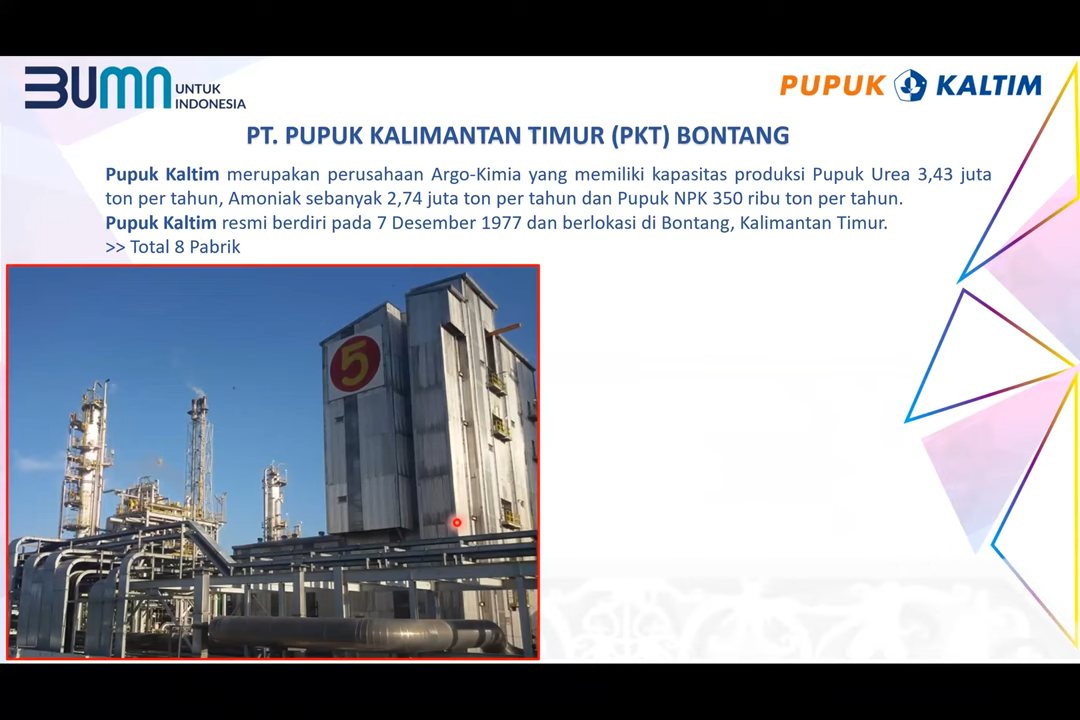 BUMN UNTUK
INDONESIA
PUPUK KALTIM
PT. PUPUK KALIMANTAN TIMUR (PKT) BONTANG
Pupuk Kaltim merupakan perusahaan Argo-Kimia yang memiliki kapasitas produksi Pupuk Urea 3,43 juta
ton per tahun, Amoniak sebanyak 2,74 juta ton per tahun dan Pupuk NPK 350 ribu ton per tahun.
Pupuk Kaltim resmi berdiri pada 7 Desember 1977 dan berlokasi di Bontang, Kalimantan Timur.
>> Total 8 Pabrik
5